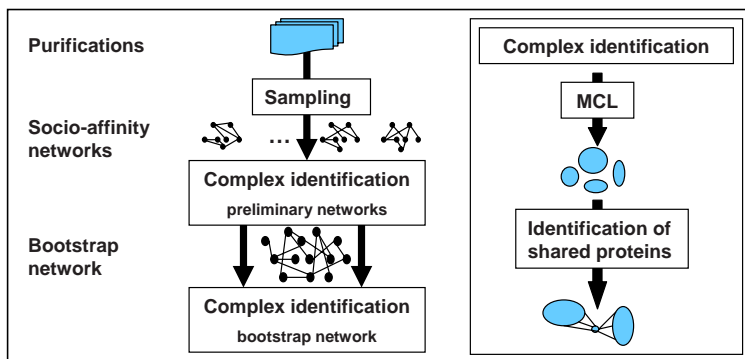 Purifications
Sampling
Socio-affinity
networks
...
Complex identification
preliminary networks
Bootstrap
network
Complex identification
bootstrap network
Complex identification
MCL
Identification of
shared proteins